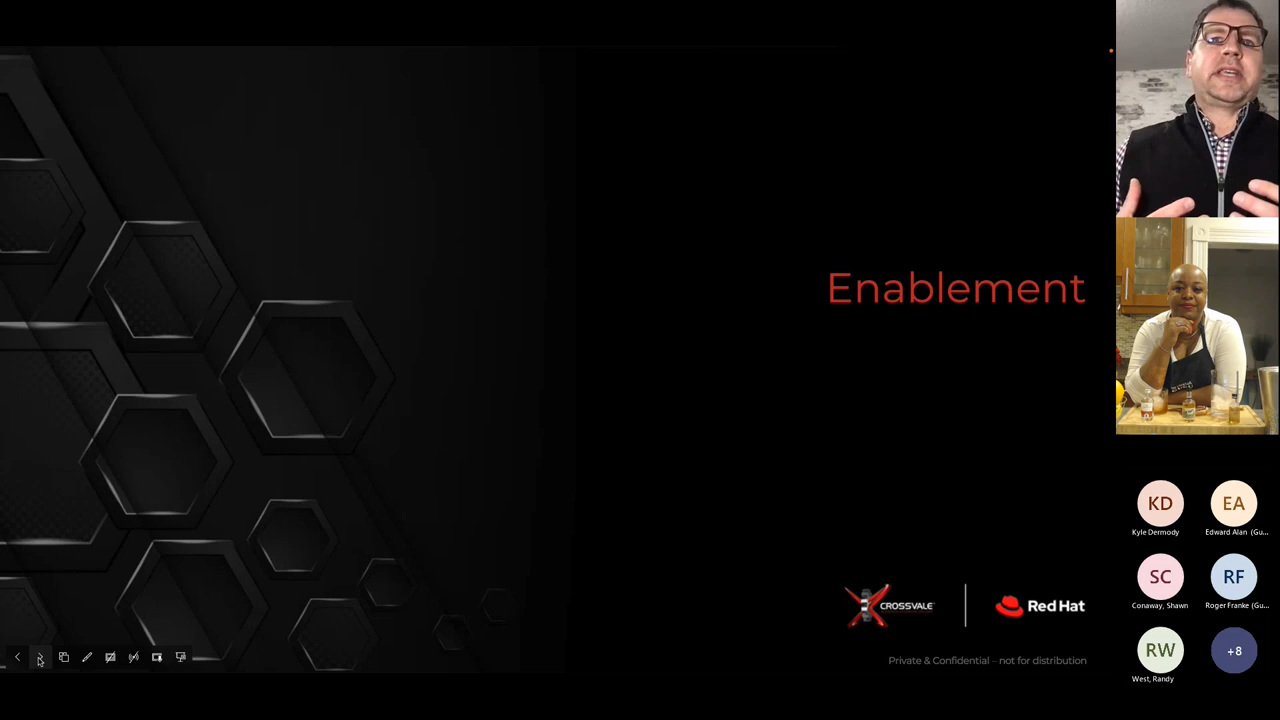 Enablement
CROSSVALE
Red Hat
Private & Confidential – not for distribution
KD
EA
Kyle Dermody
Edward Alan (Gu...
SC
RF
Conaway, Shawn
Roger Franke (Gu...
RW
+8
West, Randy